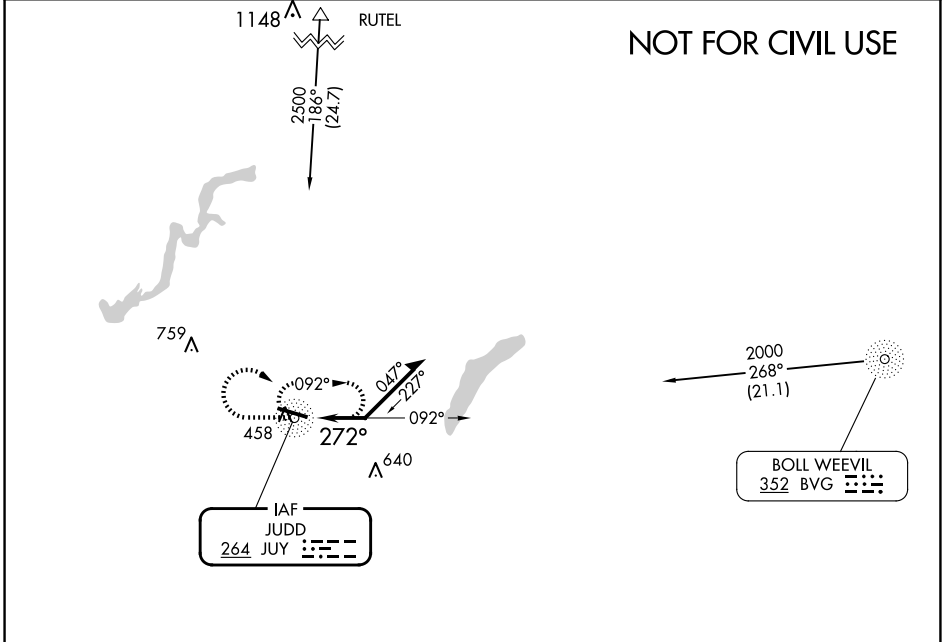 1148
RUTEL
NOT FOR CIVIL USE
2500
186°
(24.7)
759
092°
047°
227°
092°
458
272°
640
2000
268°
(21.1)
BOLL WEEVIL
352 BVG
IAF
JUDD
264 JUY